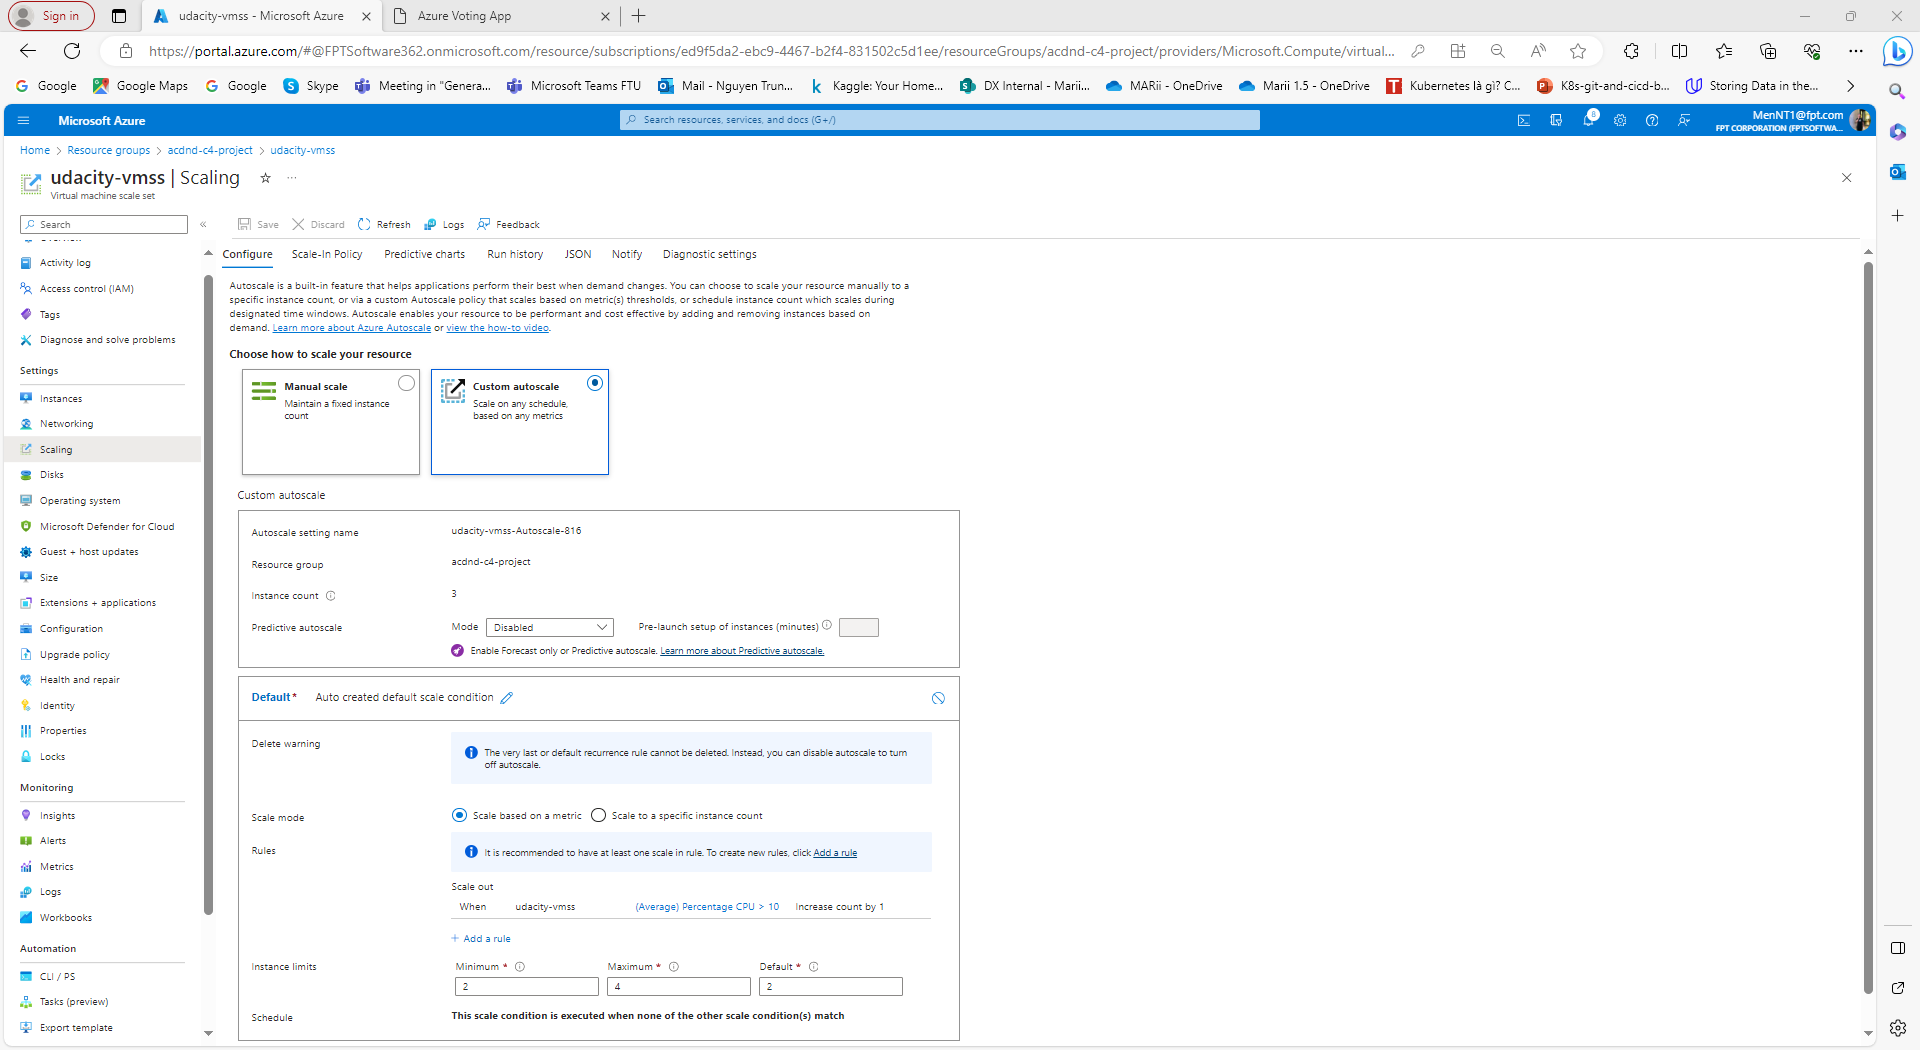 Sign in
udacity-vmss - Microsoft Azure
Azure Voting App
https://portal.azure.com/#@FPTSoftware362.onmicrosoft.com/resource/subscriptions/ed9f5da2-ebc9-4467-b2f4-831502c5d1ee/resourceGroups/acdnd-c4-project/providers/Microsoft.Compute/virtual...
Google
Google Maps
Google
Skype
Meeting in "Genera...
Microsoft Teams FTU
Mail - Nguyen Trun...
Kaggle: Your Home...
DX Internal - Marii...
MARii - OneDrive
Marii 1.5 - OneDrive
Kubernetes là gì? C...
K8s-git-and-cicd-b...
Storing Data in the...
Microsoft Azure
Search resources, services, and docs (G+/)
8
MenNT1@fpt.com
FPT CORPORATION (FPTSOFTWA...
Home > Resource groups > acdnd-c4-project > udacity-vmss
udacity-vmss | Scaling
Virtual machine scale set
Search
Save
Discard
Refresh
Logs
Feedback
Overview
Activity log
Access control (IAM)
Tags
Diagnose and solve problems
Settings
Instances
Networking
Scaling
Disks
Operating system
Microsoft Defender for Cloud
Guest + host updates
Size
Extensions + applications
Configuration
Upgrade policy
Health and repair
Identity
Properties
Locks
Monitoring
Insights
Alerts
Metrics
Logs
Workbooks
Automation
CLI / PS
Tasks (preview)
Export template
Configure
Scale-In Policy
Predictive charts
Run history
JSON
Notify
Diagnostic settings
Autoscale is a built-in feature that helps applications perform their best when demand changes. You can choose to scale your resource manually to a
specific instance count, or via a custom Autoscale policy that scales based on metric(s) thresholds, or schedule instance count which scales during
designated time windows. Autoscale enables your resource to be performant and cost effective by adding and removing instances based on
demand. Learn more about Azure Autoscale or view the how-to video.
Choose how to scale your resource
Manual scale
Maintain a fixed instance
count
Custom autoscale
Scale on any schedule,
based on any metrics
Custom autoscale
Autoscale setting name
udacity-vmss-Autoscale-816
Resource group
acdnd-c4-project
Instance count
3
Predictive autoscale
Mode
Disabled
Pre-launch setup of instances (minutes)
Enable Forecast only or Predictive autoscale. Learn more about Predictive autoscale.
Default*
Auto created default scale condition
Delete warning
The very last or default recurrence rule cannot be deleted. Instead, you can disable autoscale to turn
off autoscale.
Scale mode
Scale based on a metric
Scale to a specific instance count
Rules
It is recommended to have at least one scale in rule. To create new rules, click Add a rule
Scale out
When
udacity-vmss
(Average) Percentage CPU > 10
Increase count by 1
+ Add a rule
Instance limits
Minimum *
Maximum *
Default *
2
4
2
Schedule
This scale condition is executed when none of the other scale condition(s) match